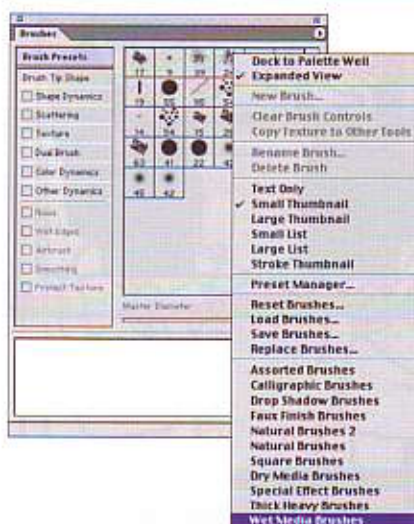 Brushes
Brush Presets
Brush Tip Shape
Shape Dynamics
Scattering
Texture
Dual Brush
Color Dynamics
Other Dynamics
Noise
Wet Edges
Airbrush
Smoothing
Protect Texture
Master Diameter
Dock to Palette Well
Expanded View
New Brush...
Clear Brush Controls
Copy Texture to Other Tools
Rename Brush...
Delete Brush
Text Only
Small Thumbnail
Large Thumbnail
Small List
Large List
Stroke Thumbnail
Preset Manager...
Reset Brushes...
Load Brushes...
Save Brushes...
Replace Brushes...
Assorted Brushes
Calligraphic Brushes
Drop Shadow Brushes
Faux Finish Brushes
Natural Brushes 2
Natural Brushes
Square Brushes
Dry Media Brushes
Special Effect Brushes
Thick Heavy Brushes
Wet Media Brushes